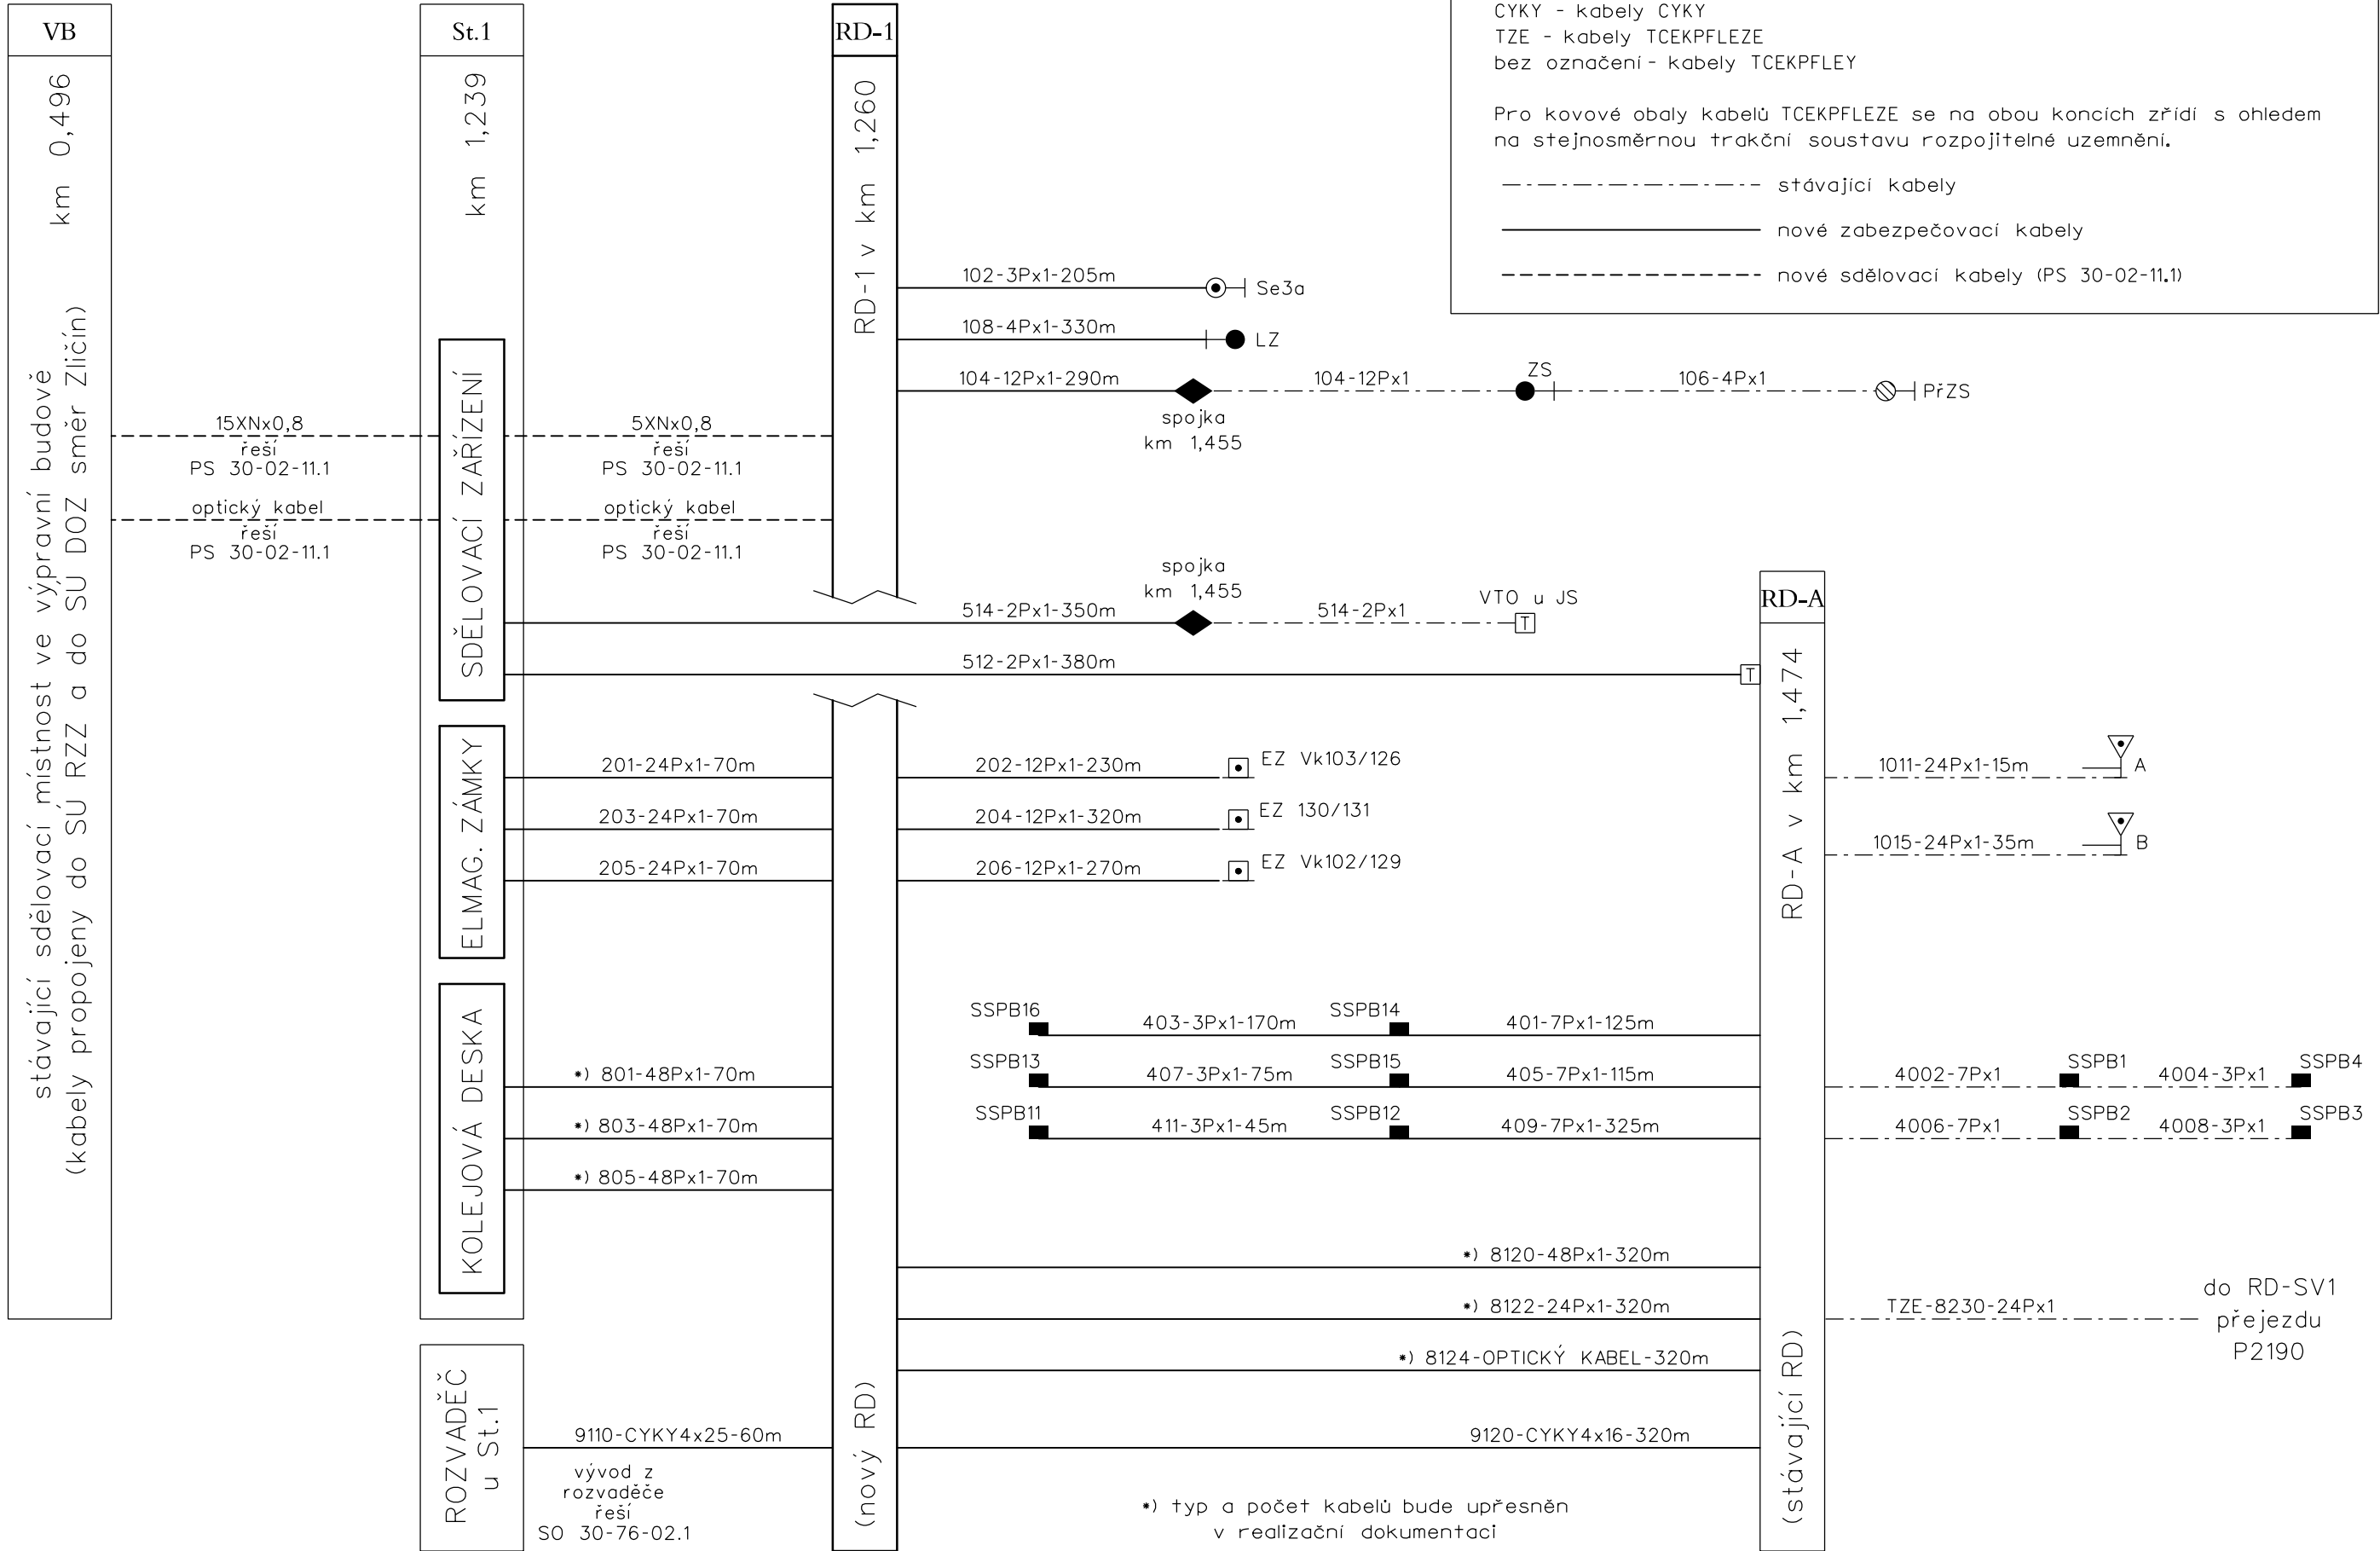 VB
km 0,496
stávající sdělovací místnost ve výpravní budově
(kabely propojeny do SÚ RZZ a do SÚ DOZ směr Zličín)
15XNx0,8
řeší
PS 30-02-11.1
optický kabel
řeší
PS 30-02-11.1
St.1
km 1,239
SDĚLOVACÍ ZAŘÍZENÍ
ELMAG. ZÁMKY
KOLEJOVÁ DESKA
ROZVADĚČ
u St.1
5XNx0,8
řeší
PS 30-02-11.1
optický kabel
řeší
PS 30-02-11.1
201-24Px1-70m
203-24Px1-70m
205-24Px1-70m
*) 801-48Px1-70m
*) 803-48Px1-70m
*) 805-48Px1-70m
9110-CYKY4x25-60m
vývod z
rozvaděče
řeší
SO 30-76-02.1
RD-1
RD-1 v km 1,260
(nový RD)
102-3Px1-205m
Se3a
108-4Px1-330m
LZ
104-12Px1-290m
spojka
km 1,455
104-12Px1
ZS
106-4Px1
PřZS
spojka
km 1,455
514-2Px1-350m
514-2Px1
VTO u JS
T
512-2Px1-380m
T
202-12Px1-230m
EZ Vk103/126
204-12Px1-320m
EZ 130/131
206-12Px1-270m
EZ Vk102/129
SSPB16
403-3Px1-170m
SSPB14
401-7Px1-125m
SSPB13
407-3Px1-75m
SSPB15
405-7Px1-115m
SSPB11
411-3Px1-45m
SSPB12
409-7Px1-325m
*) 8120-48Px1-320m
*) 8122-24Px1-320m
*) 8124-OPTICKÝ KABEL-320m
9120-CYKY4x16-320m
*) typ a počet kabelů bude upřesněn
v realizační dokumentaci
RD-A
RD-A v km 1,474
(stávající RD)
1011-24Px1-15m
A
1015-24Px1-35m
B
4002-7Px1
SSPB1
4004-3Px1
SSPB4
4006-7Px1
SSPB2
4008-3Px1
SSPB3
TZE-8230-24Px1
do RD-SV1
přejezdu
P2190
CYKY - kabely CYKY
TZE - kabely TCEKPFLEZE
bez označení - kabely TCEKPFLEY
Pro kovové obaly kabelů TCEKPFLEZE se na obou koncích zřídí s ohledem
na stejnosměrnou trakční soustavu rozpojitelné uzemnění.
stávající kabely
nové zabezpečovací kabely
nové sdělovací kabely (PS 30-02-11.1)